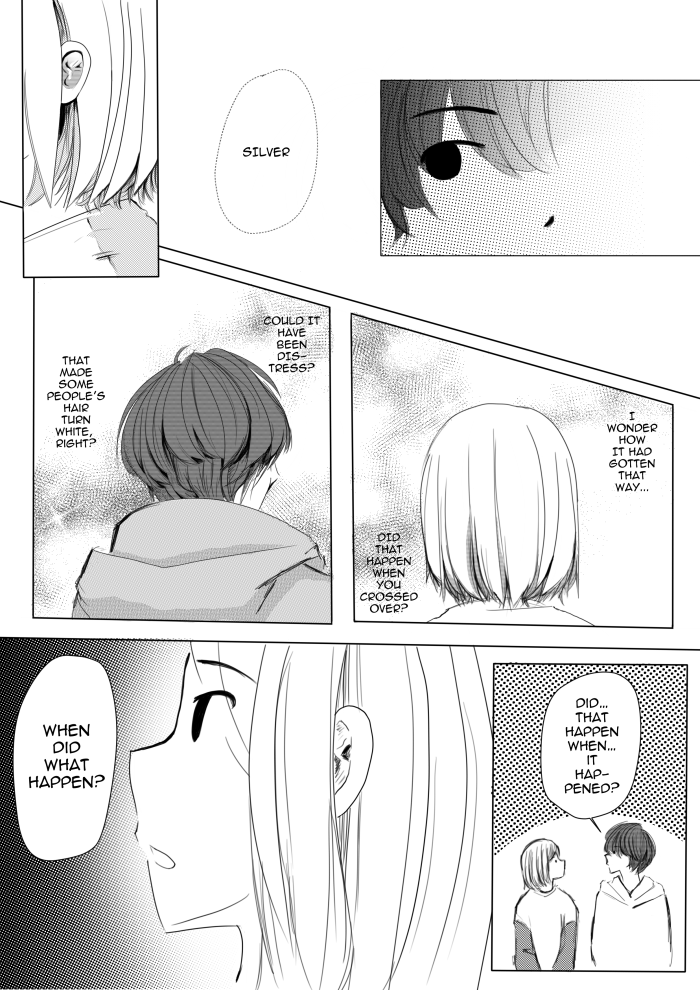 SILVER
I
WONDER
HOW
IT HAD
GOTTEN
THAT
WAY...
DID
THAT
HAPPEN
WHEN
YOU
CROSSED
OVER?
COULD IT
HAVE
BEEN
DIS-
TRESS?
THAT
MADE
SOME
PEOPLE'S
HAIR
TURN
WHITE,
RIGHT?
DID...
THAT
HAPPEN
WHEN...
IT
HAP-
PENED?
WHEN
DID
WHAT
HAPPEN?